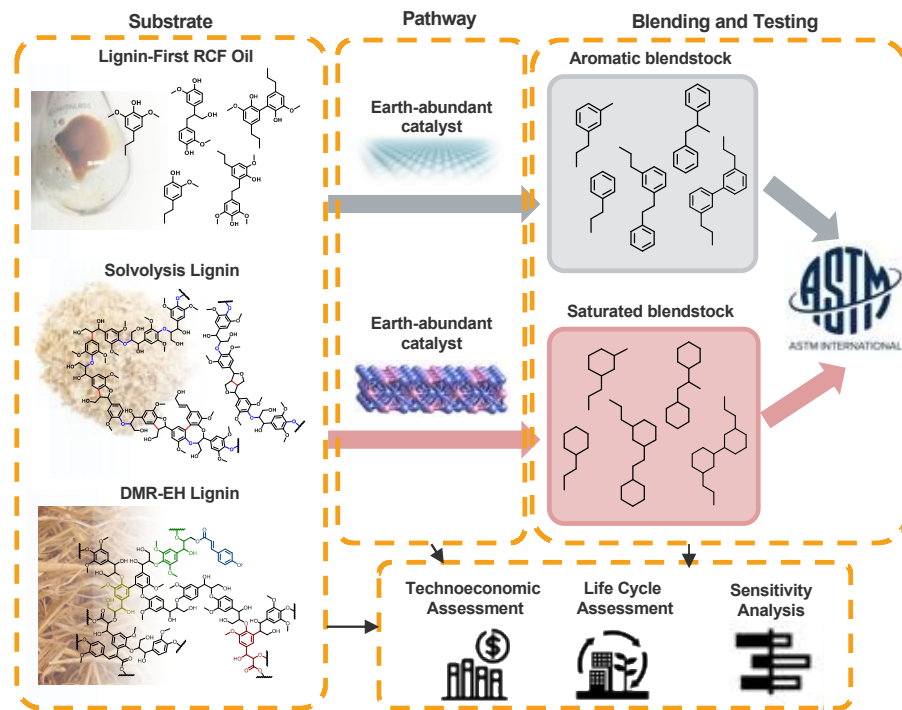 Substrate
Pathway
Blending and Testing
Lignin-First RCF Oil
Solvolysis Lignin
DMR-EH Lignin
Earth-abundant
catalyst
Earth-abundant
catalyst
Aromatic blendstock
Saturated blendstock
ASTM
ASTM INTERNATIONAL
Technoeconomic
Assessment
Life Cycle
Assessment
Sensitivity
Analysis